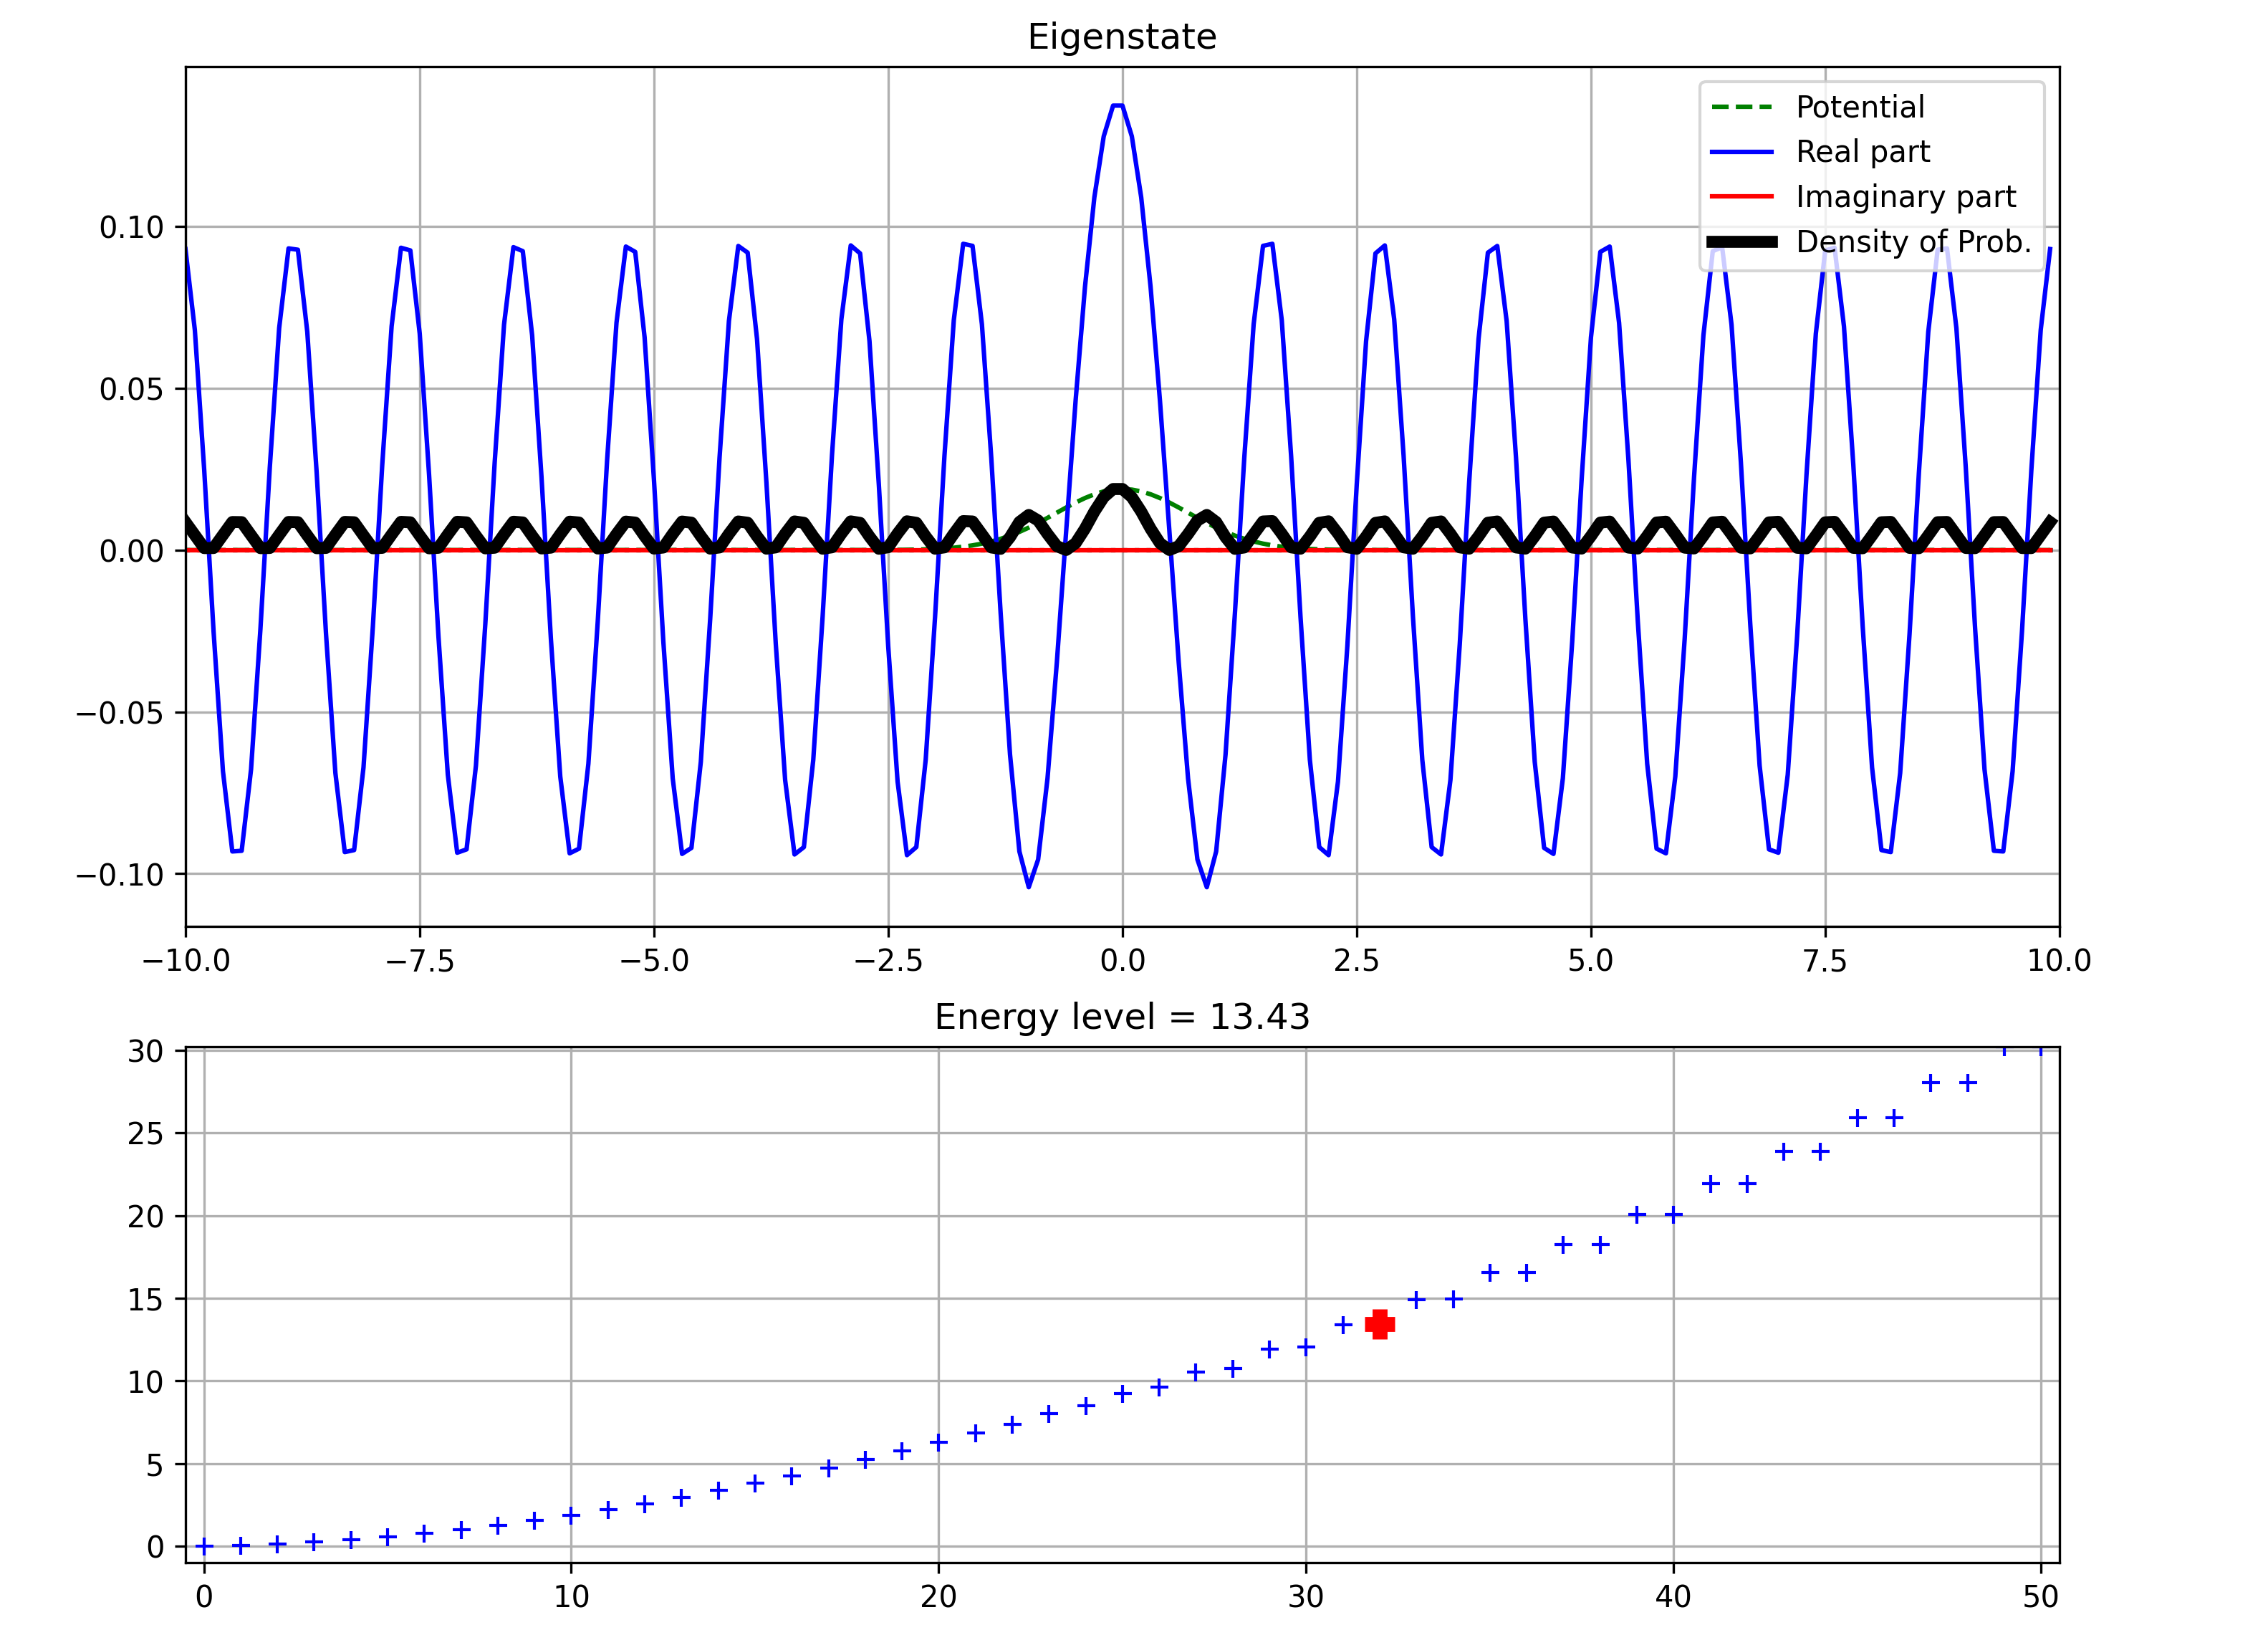 Eigenstate
Potential
Real part
Imaginary part
Density of Prob.
0.10
0.05
0.00
−0.05
−0.10
−10.0 −7.5 −5.0 −2.5 0.0 2.5 5.0 7.5 10.0
Energy level = 13.43
30
25
20
15
10
5
0
0 10 20 30 40 50